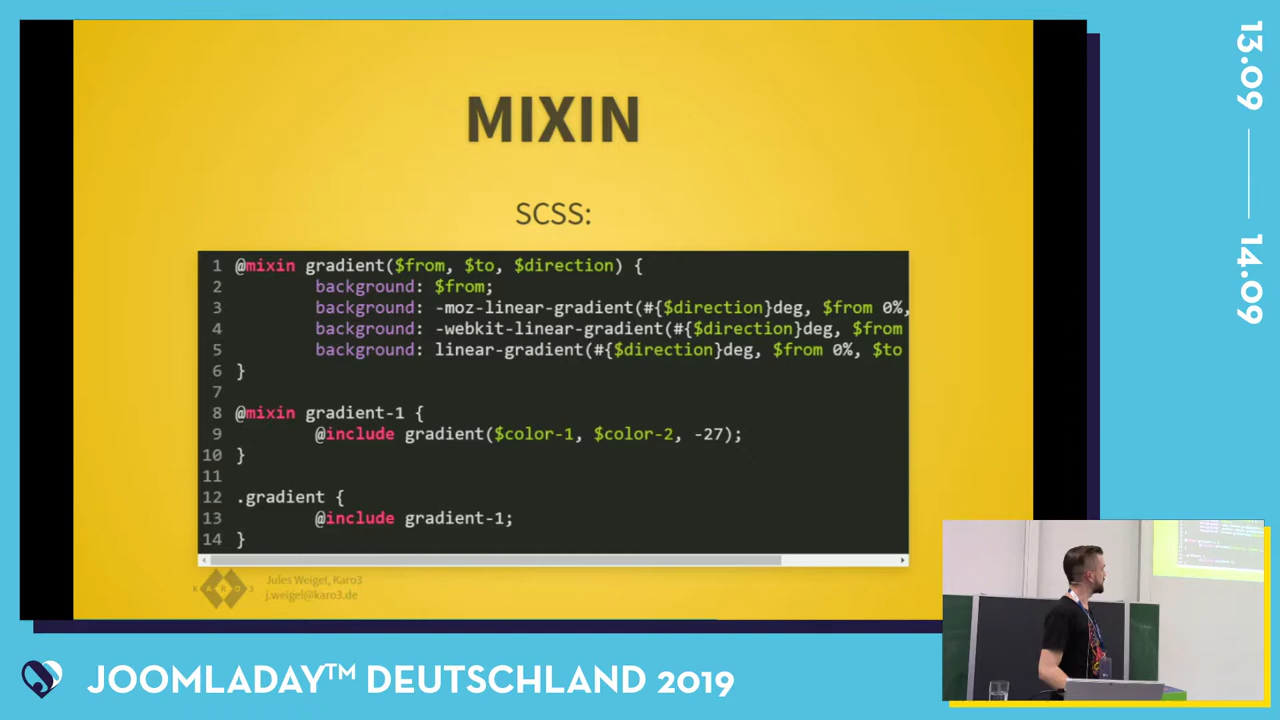 MIXIN
SCSS:
1 @mixin gradient($from, $to, $direction) {
2 background: $from;
3 background: -moz-linear-gradient(#{$direction}deg, $from 0%,
4 background: -webkit-linear-gradient(#{$direction}deg, $from
5 background: linear-gradient(#{$direction}deg, $from 0%, $to
6 }
7
8 @mixin gradient-1 {
9 @include gradient($color-1, $color-2, -27);
10 }
11
12 .gradient {
13 @include gradient-1;
14 }
KARO3
Jules Weigel, Karo3
j.weigel@karo3.de
13.09
14.09
JOOMLADAY™ DEUTSCHLAND 2019